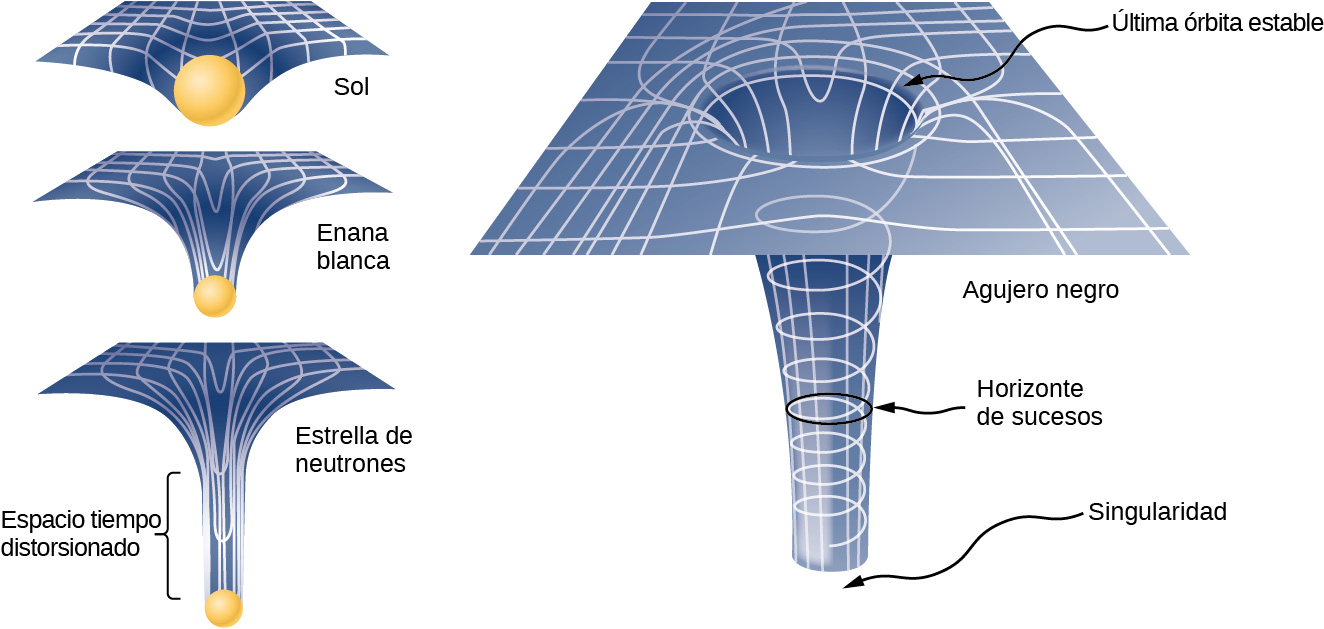 Sol
Enana
blanca
Estrella de
neutrones
Espacio tiempo
distorsionado
Última órbita estable
Agujero negro
Horizonte
de sucesos
Singularidad